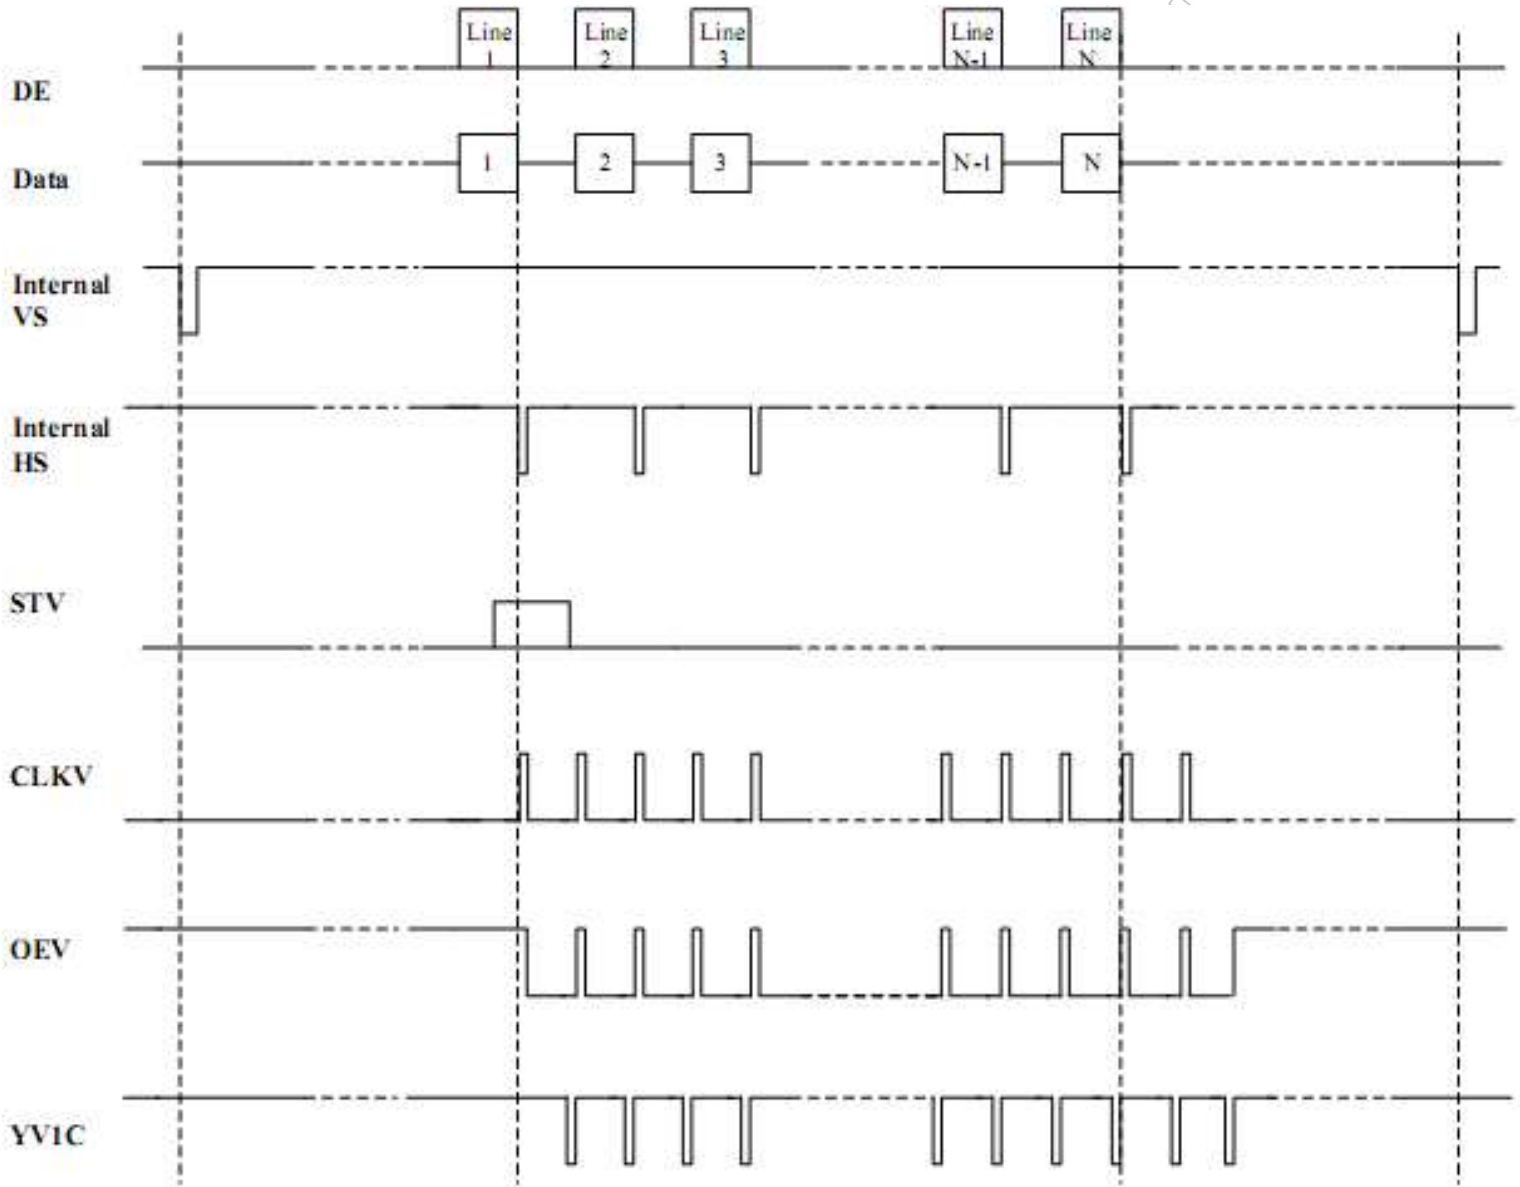 Line Line Line Line Line
1 2 3 N-1 N
DE
1 2 3 N-1 N
Data
Internal
VS
Internal
HS
STV
CLKV
OEV
YV1C